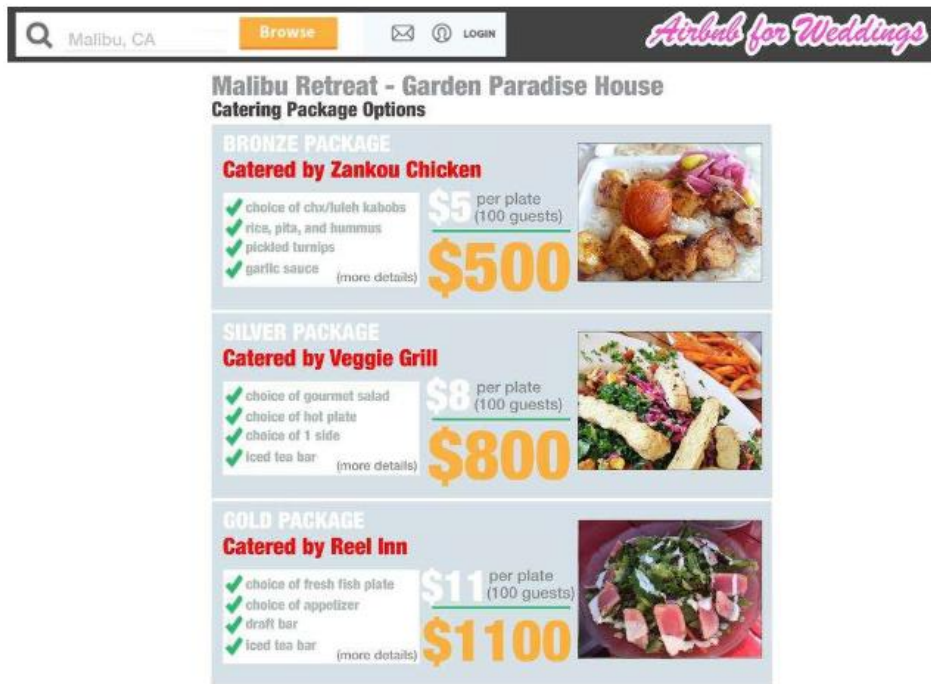 Malibu, CA
Browse
LOGIN
Airbnb for Weddings
Malibu Retreat - Garden Paradise House
Catering Package Options
BRONZE PACKAGE
Catered by Zankou Chicken
choice of chx/luleh kabobs
rice, pita, and hummus
pickled turnips
garlic sauce
(more details)
$5 per plate
(100 guests)
$500
SILVER PACKAGE
Catered by Veggie Grill
choice of gourmet salad
choice of hot plate
choice of 1 side
iced tea bar
(more details)
$8 per plate
(100 guests)
$800
GOLD PACKAGE
Catered by Reel Inn
choice of fresh fish plate
choice of appetizer
draft bar
iced tea bar
(more details)
$11 per plate
(100 guests)
$1100